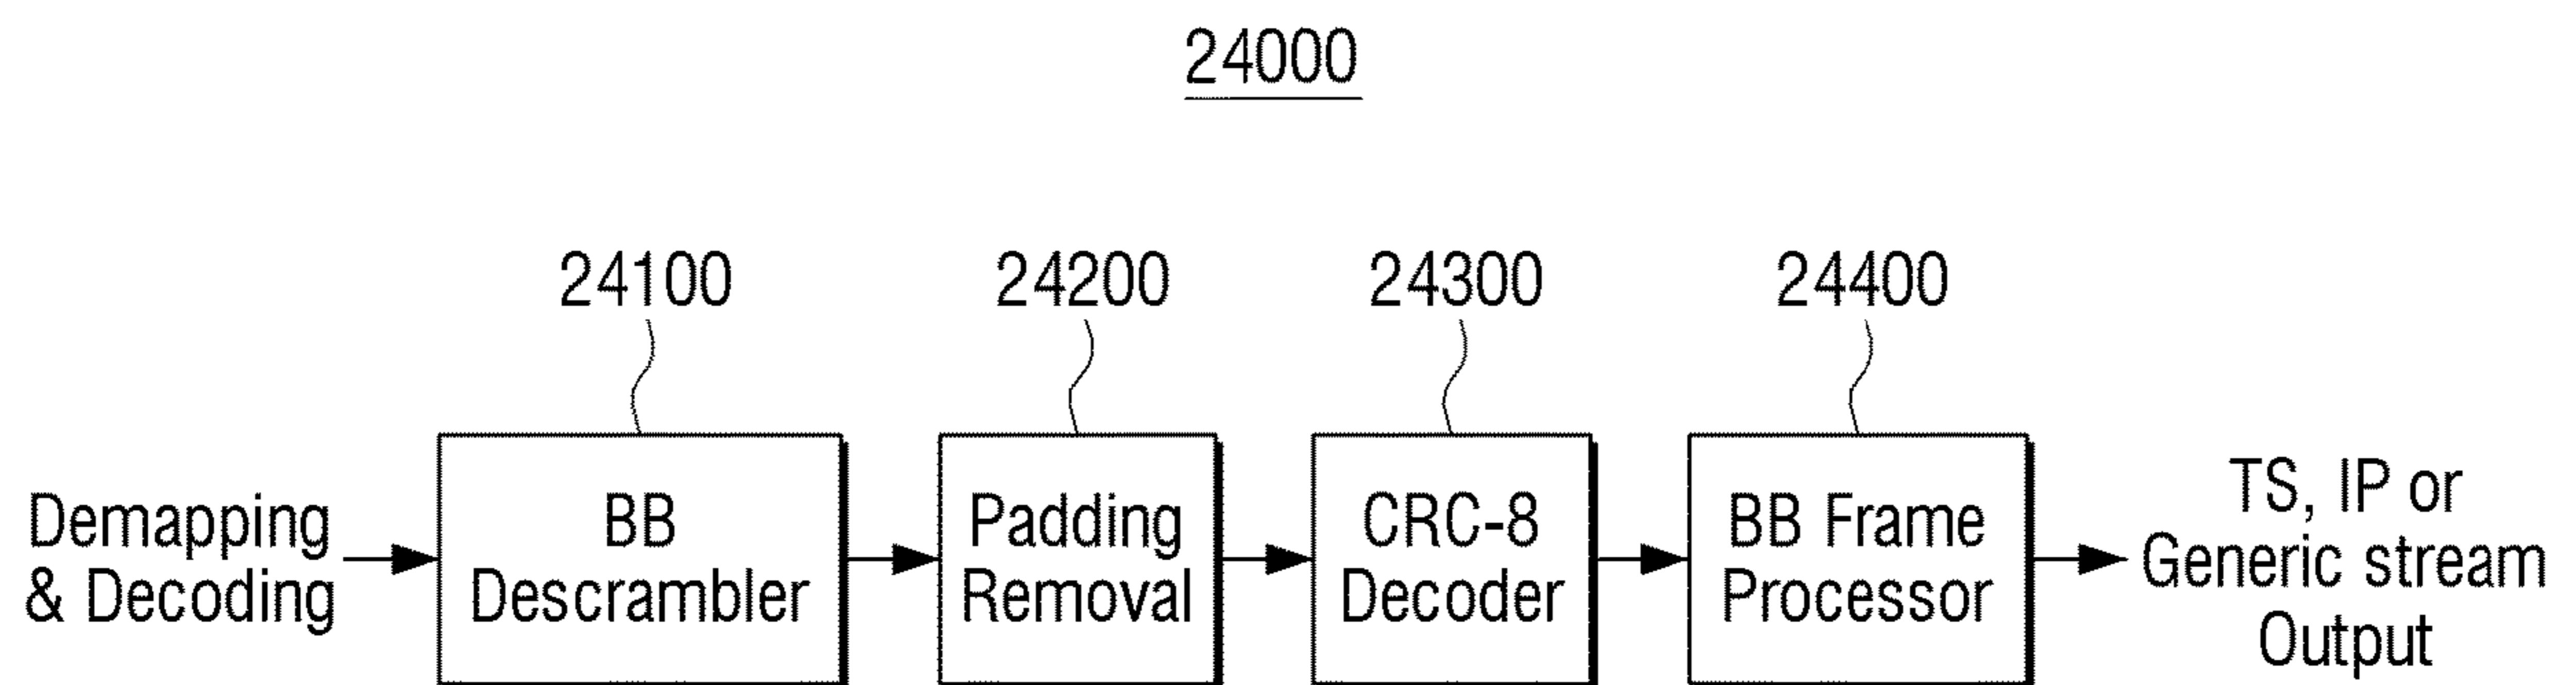 24000
24100
24200
24300
24400
Demapping
& Decoding
BB
Descrambler
Padding
Removal
CRC-8
Decoder
BB Frame
Processor
TS, IP or
Generic stream
Output